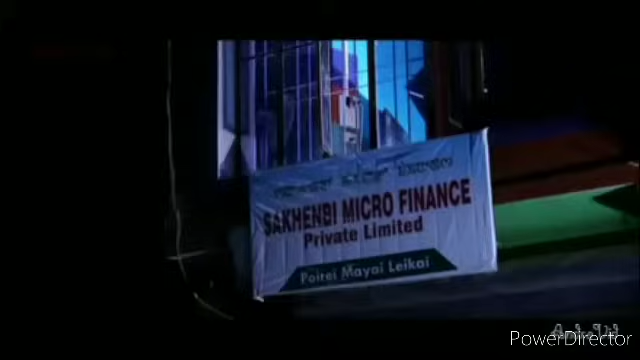 SAKHENBI MICRO FINANCE
Private Limited
Poirei Mayai Leikai
PowerDirector